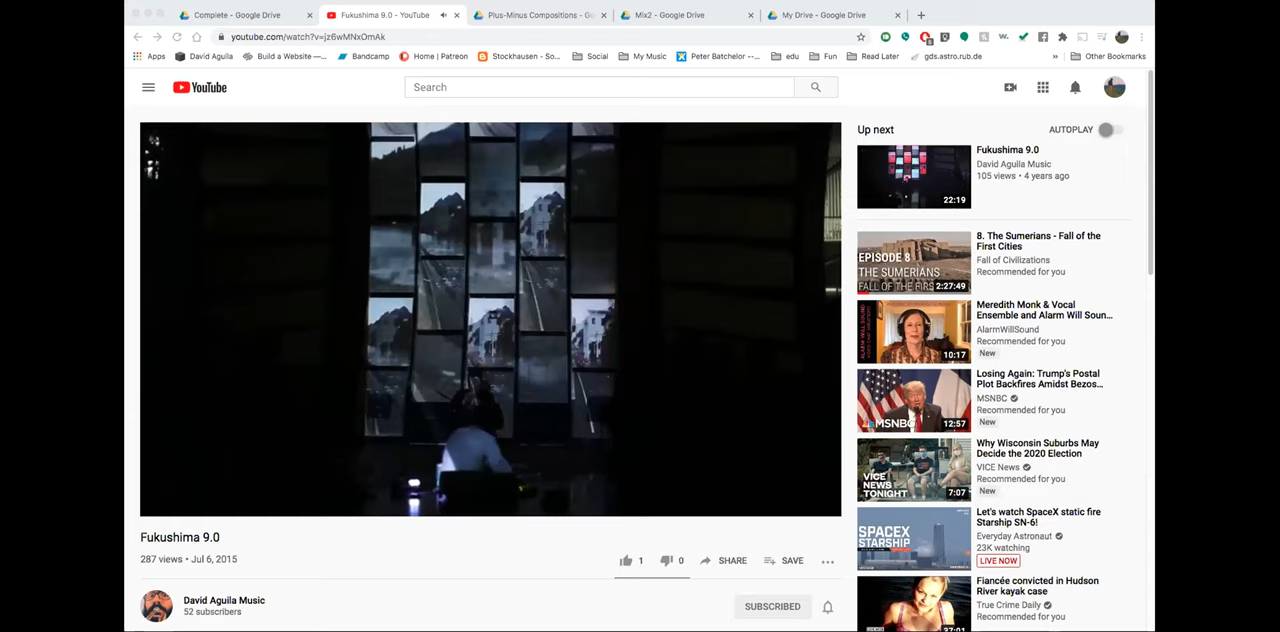 Complete - Google Drive
Fukushima 9.0 - YouTube
Plus-Minus Compositions - Go
Mix2 - Google Drive
My Drive - Google Drive
youtube.com/watch?v=jz6wMNxOmAk
Apps
David Aguila
Build a Website —...
Bandcamp
Home | Patreon
Stockhausen - So...
Social
My Music
Peter Batchelor --...
edu
Fun
Read Later
gds.astro.rub.de
»
Other Bookmarks
YouTube
Search
Up next
AUTOPLAY
Fukushima 9.0
David Aguila Music
105 views • 4 years ago
22:19
8. The Sumerians - Fall of the
First Cities
Fall of Civilizations
Recommended for you
EPISODE 8
THE SUMERIANS
FALL OF THE FIRS
2:27:49
Meredith Monk & Vocal
Ensemble and Alarm Will Soun...
AlarmWillSound
Recommended for you
New
10:17
Losing Again: Trump's Postal
Plot Backfires Amidst Bezos...
MSNBC
Recommended for you
New
MSNBC
12:57
Why Wisconsin Suburbs May
Decide the 2020 Election
VICE News
Recommended for you
New
VICE
NEWS
TONIGHT
7:07
Let's watch SpaceX static fire
Starship SN-6!
Everyday Astronaut
23K watching
LIVE NOW
SPACEX
STARSHIP
Fiancée convicted in Hudson
River kayak case
True Crime Daily
Recommended for you
37:01
Fukushima 9.0
287 views • Jul 6, 2015
1
0
SHARE
SAVE
David Aguila Music
52 subscribers
SUBSCRIBED